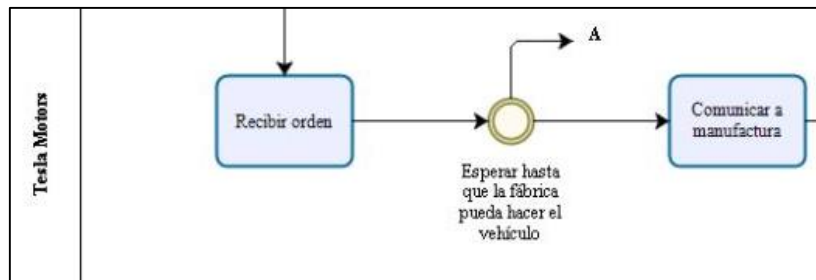 Tesla Motors
Recibir orden
A
Esperar hasta
que la fábrica
pueda hacer el
vehículo
Comunicar a
manufactura